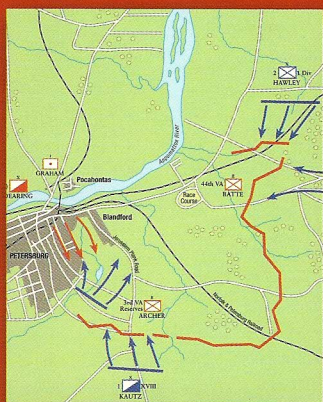 2 X 3 Div
HAWLEY
1
GRAHAM
X
DEARING
Pocahontas
Appomattox River
44th VA
BATTE
Race
Course
Blandford
PETERSBURG
Jerusalem Plank Road
3rd VA
Reserves
ARCHER
Norfolk & Petersburg Railroad
1 X XVIII
KAUTZ